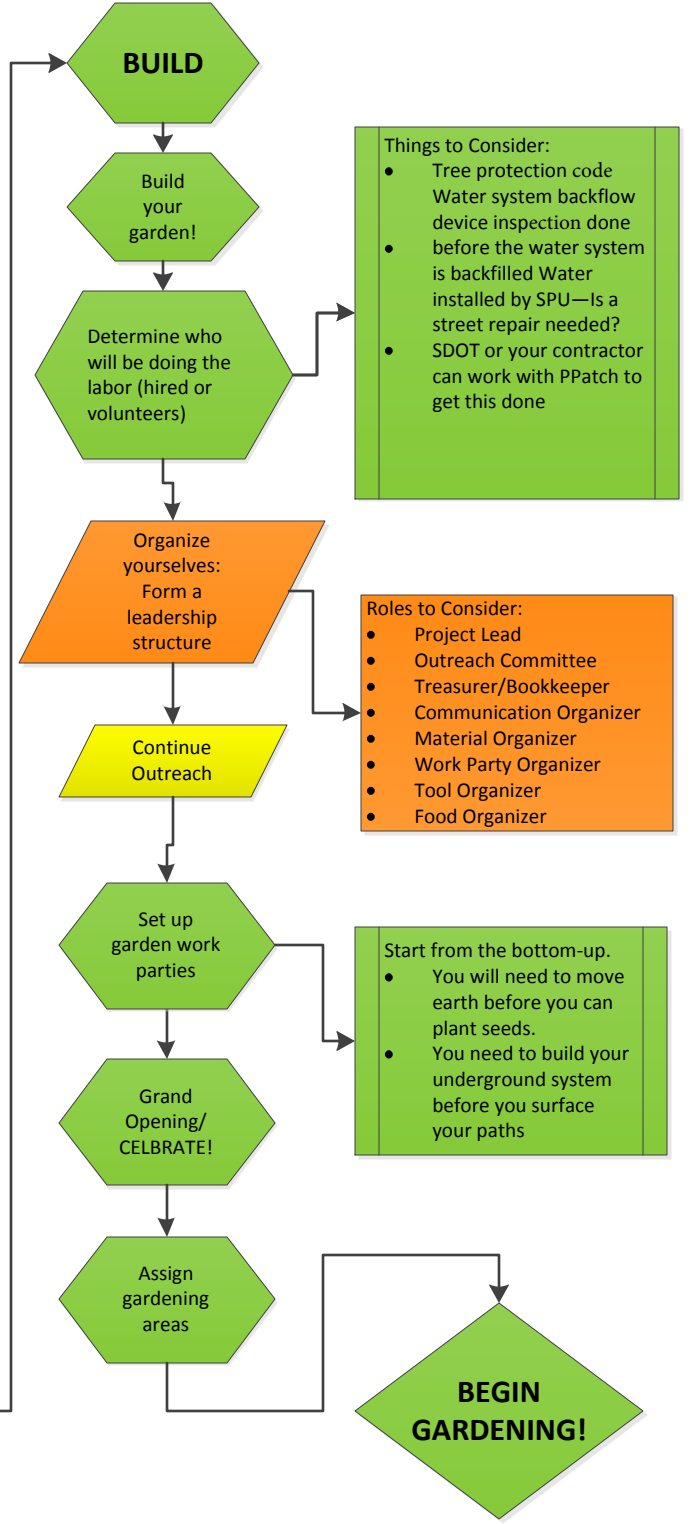 BUILD
Build
your
garden!
Determine who
will be doing the
labor (hired or
volunteers)
Things to Consider:
• Tree protection code
Water system backflow
device inspection done
• before the water system
is backfilled Water
installed by SPU—Is a
street repair needed?
• SDOT or your contractor
can work with PPatch to
get this done
Organize
yourselves:
Form a
leadership
structure
Roles to Consider:
• Project Lead
• Outreach Committee
• Treasurer/Bookkeeper
• Communication Organizer
• Material Organizer
• Work Party Organizer
• Tool Organizer
• Food Organizer
Continue
Outreach
Set up
garden work
parties
Start from the bottom-up.
• You will need to move
earth before you can
plant seeds.
• You need to build your
underground system
before you surface
your paths
Grand
Opening/
CELBRATE!
Assign
gardening
areas
BEGIN
GARDENING!